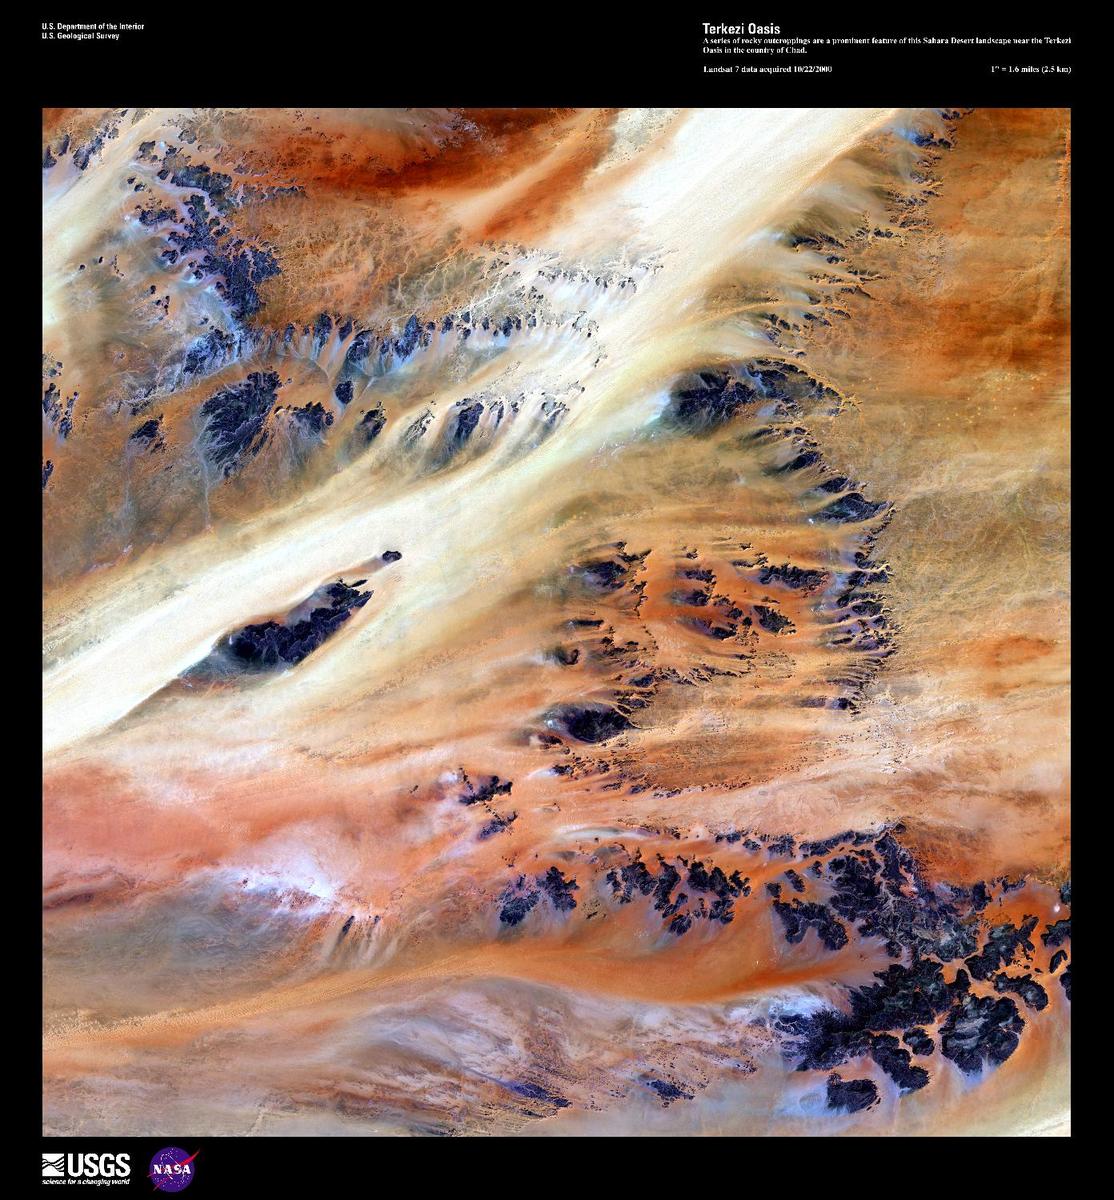 U.S. Department of the Interior
U.S. Geological Survey
Terkezi Oasis
A series of rocky outcroppings are a prominent feature of this Sahara Desert landscape near the Terkezi
Oasis in the country of Chad.
Landsat 7 data acquired 10/22/2000
1" = 1.6 miles (2.5 km)
USGS
science for a changing world
NASA